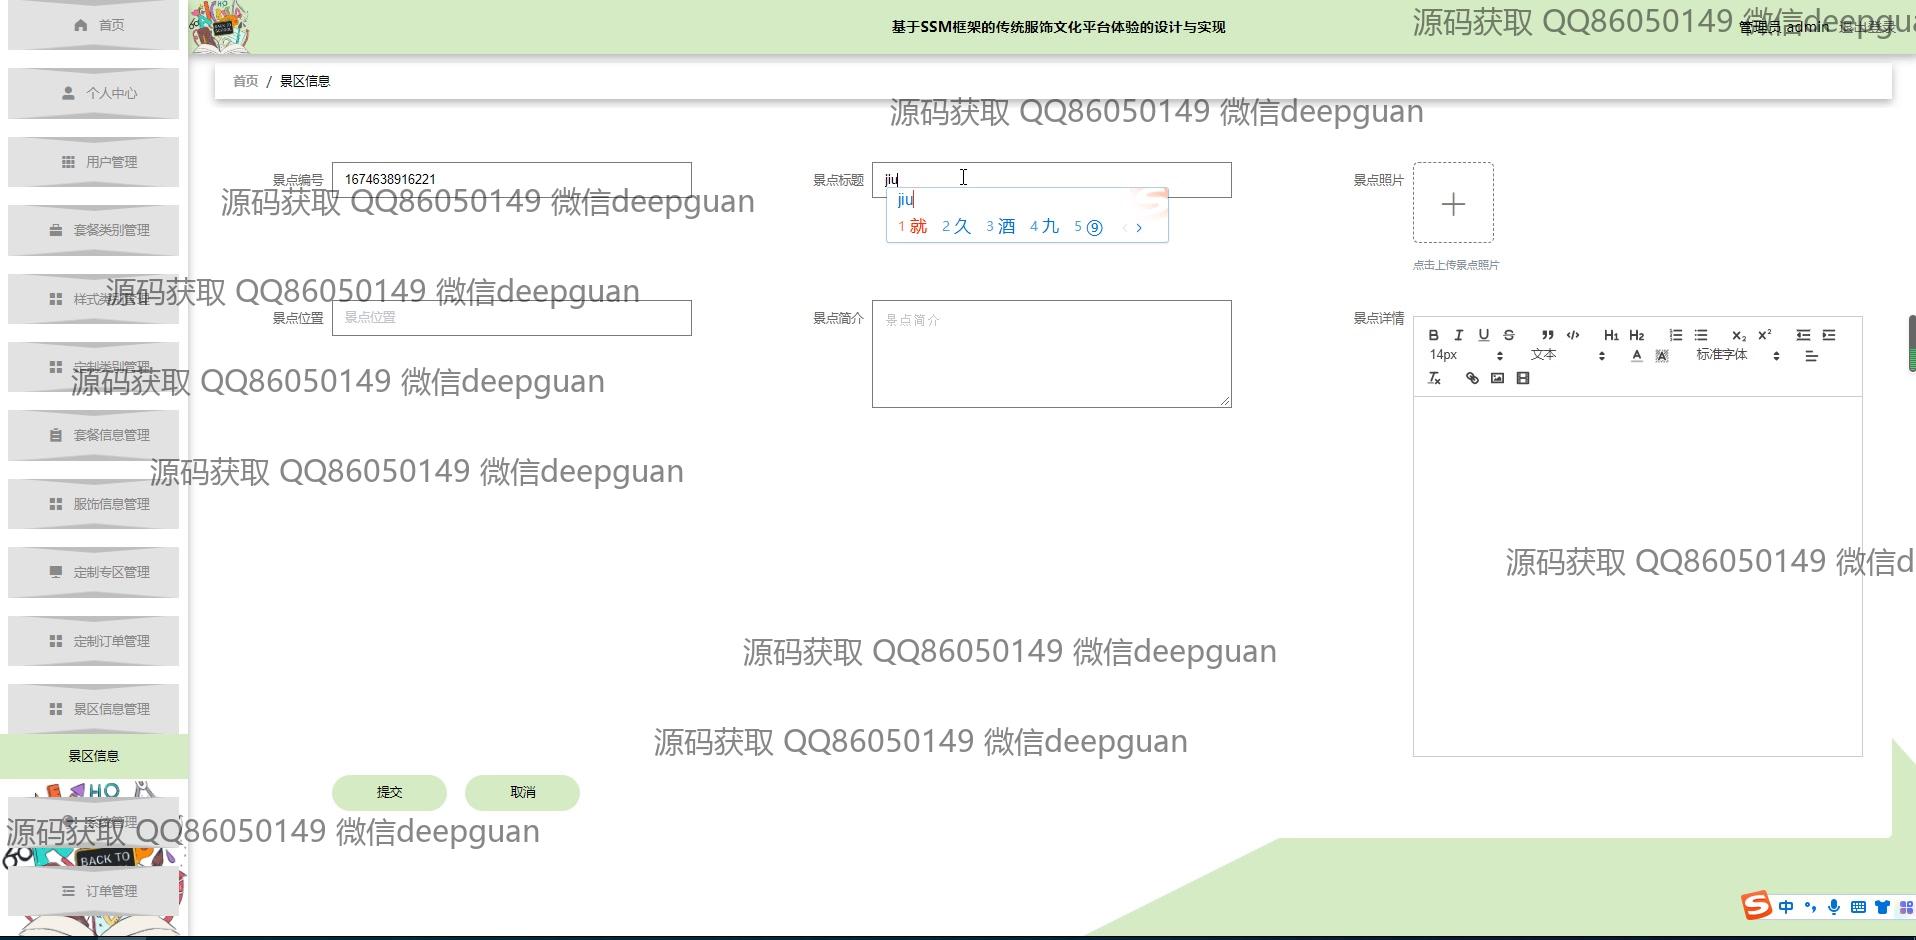 首页
基于SSM框架的传统服饰文化平台体验的设计与实现
管理员 admin
退出登录
源码获取 QQ86050149 微信deepgua
首页 / 景区信息
个人中心
源码获取 QQ86050149 微信deepguan
用户管理
景点编号
1674638916221
景点标题
jiu
景点照片
源码获取 QQ86050149 微信deepguan
jiu
1 就 2 久 3 酒 4 九 5 ⑨
套餐类别管理
点击上传景点照片
样式类别管理
源码获取 QQ86050149 微信deepguan
景点位置
景点位置
景点简介
景点简介
景点详情
B I U S ” </> H1 H2 X2 X²
14px 文本 A A 标准字体
Tx
定制类别管理
源码获取 QQ86050149 微信deepguan
套餐信息管理
源码获取 QQ86050149 微信deepguan
服饰信息管理
源码获取 QQ86050149 微信d
定制专区管理
定制订单管理
源码获取 QQ86050149 微信deepguan
景区信息管理
源码获取 QQ86050149 微信deepguan
景区信息
提交
取消
HO
系统管理
源码获取 QQ86050149 微信deepguan
BACK TO
订单管理
S 中